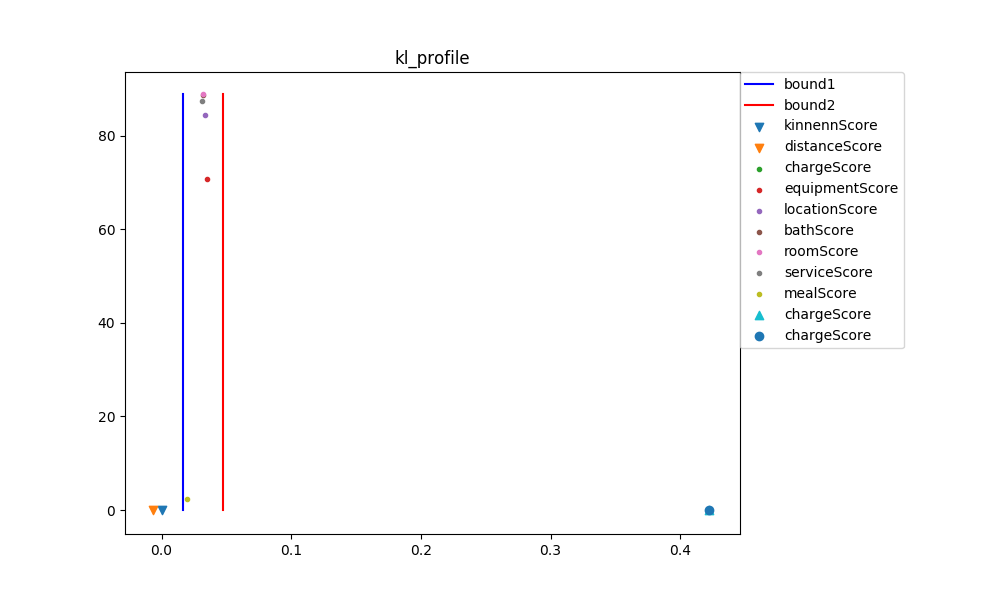 kl_profile
80
60
40
20
0
0.0 0.1 0.2 0.3 0.4
bound1
bound2
kinnennScore
distanceScore
chargeScore
equipmentScore
locationScore
bathScore
roomScore
serviceScore
mealScore
chargeScore
chargeScore